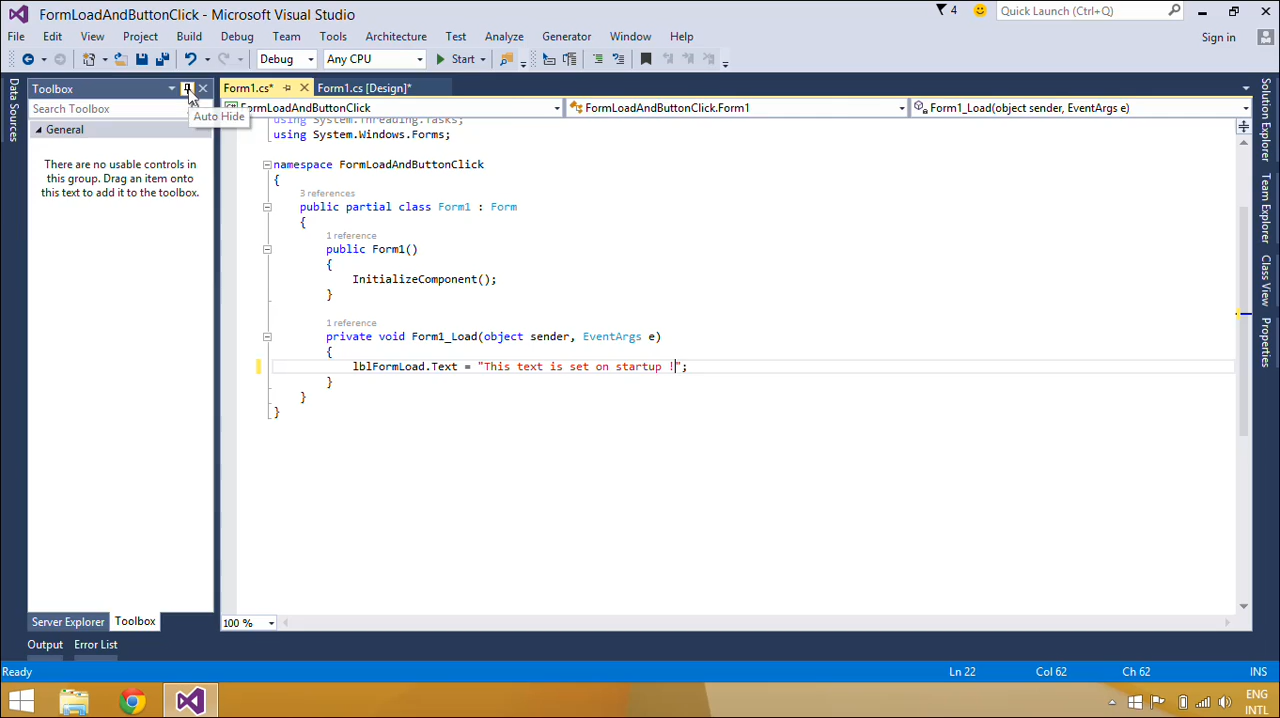 FormLoadAndButtonClick - Microsoft Visual Studio
4
Quick Launch (Ctrl+Q)
File Edit View Project Build Debug Team Tools Architecture Test Analyze Generator Window Help
Sign in
Debug Any CPU Start
Data Sources
Toolbox
Search Toolbox
Auto Hide
General
There are no usable controls in
this group. Drag an item onto
this text to add it to the toolbox.
Server Explorer Toolbox
Form1.cs* Form1.cs [Design]*
FormLoadAndButtonClick FormLoadAndButtonClick.Form1 Form1_Load(object sender, EventArgs e)
using System.Threading.Tasks;
using System.Windows.Forms;
namespace FormLoadAndButtonClick
{
3 references
public partial class Form1 : Form
{
1 reference
public Form1()
{
InitializeComponent();
}
1 reference
private void Form1_Load(object sender, EventArgs e)
{
lblFormLoad.Text = "This text is set on startup !";
}
}
}
100 %
Solution Explorer
Team Explorer
Class View
Properties
Output Error List
Ready Ln 22 Col 62 Ch 62 INS
ENG
INTL